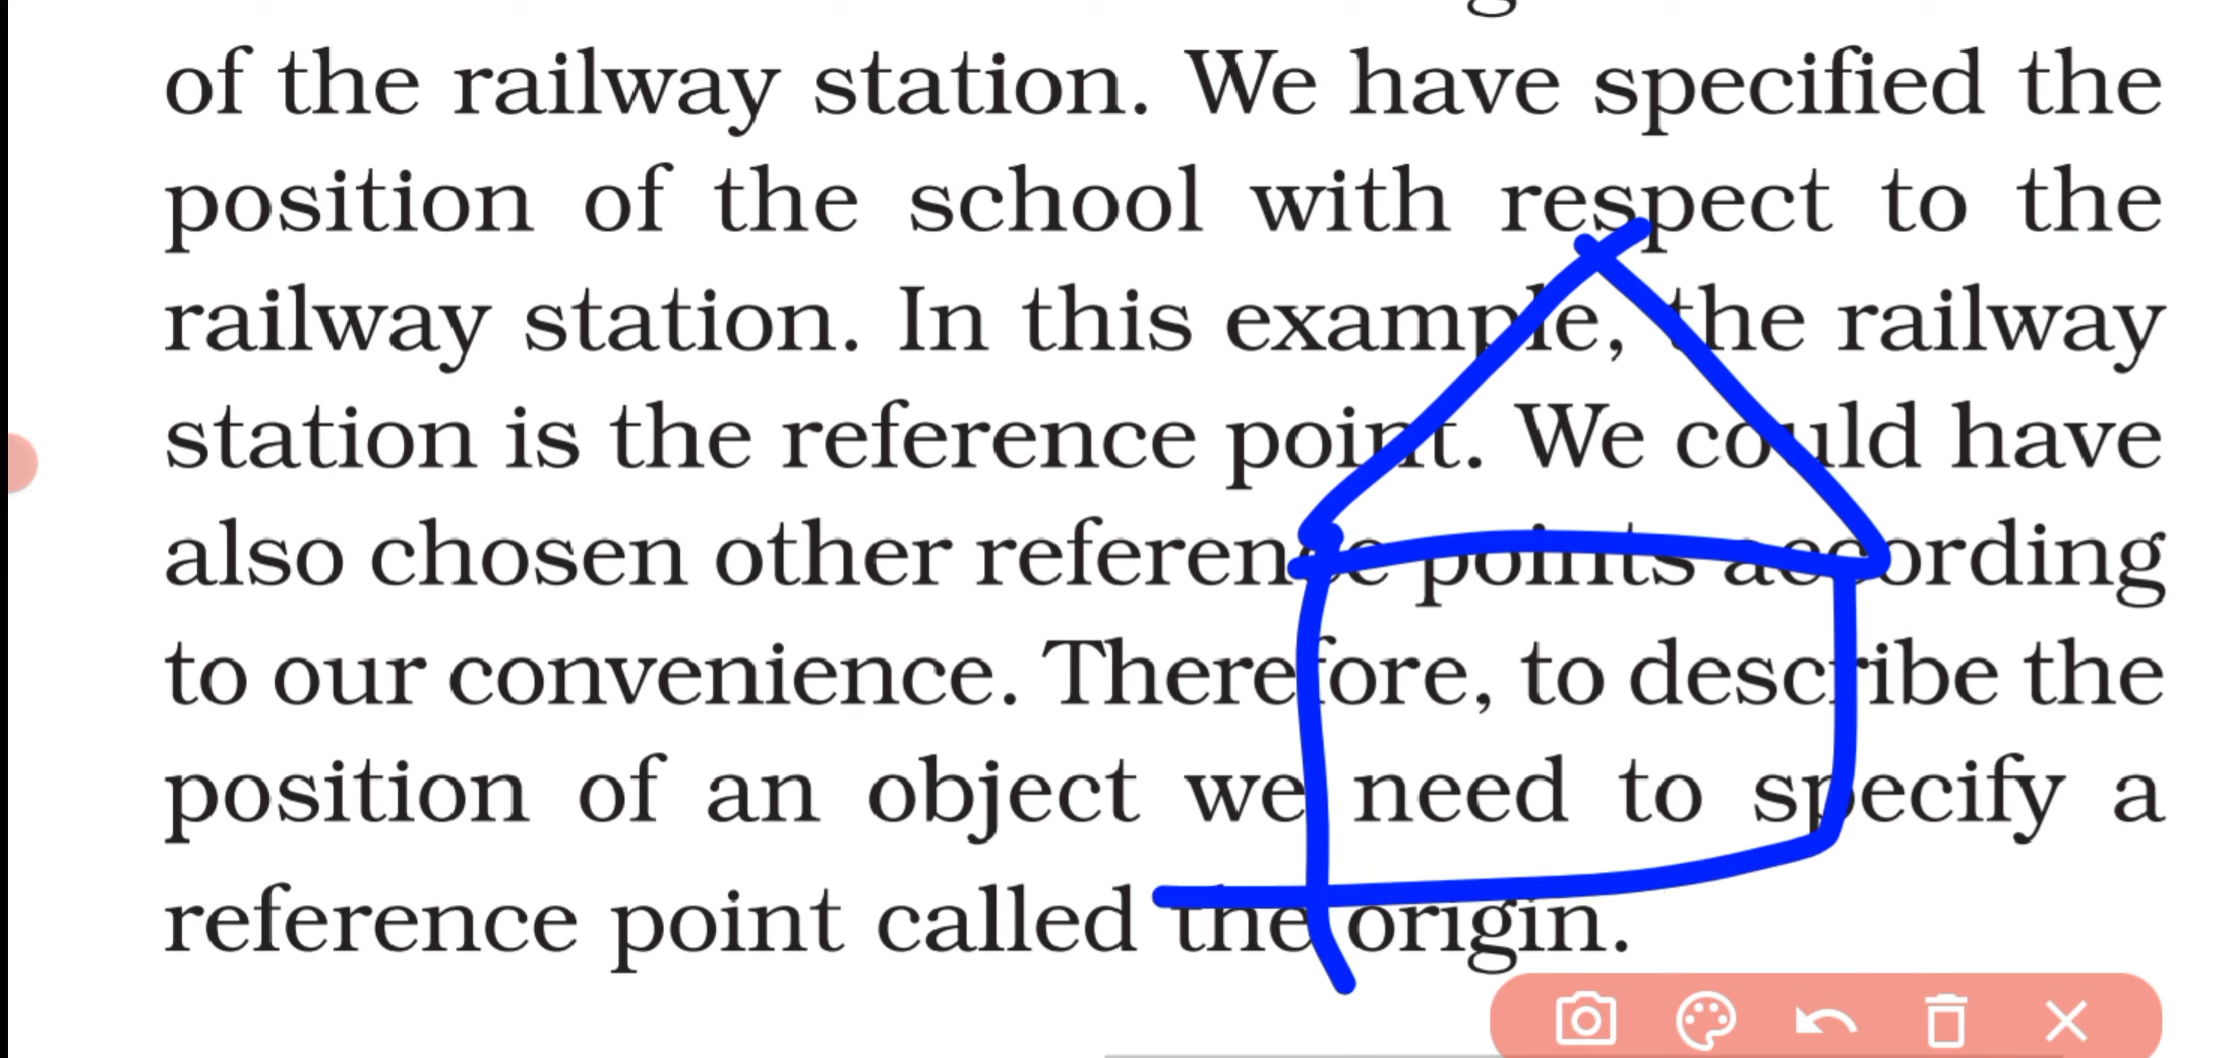 of the railway station. We have specified the
position of the school with respect to the
railway station. In this example, the railway
station is the reference point. We could have
also chosen other reference points according
to our convenience. Therefore, to describe the
position of an object we need to specify a
reference point called the origin.